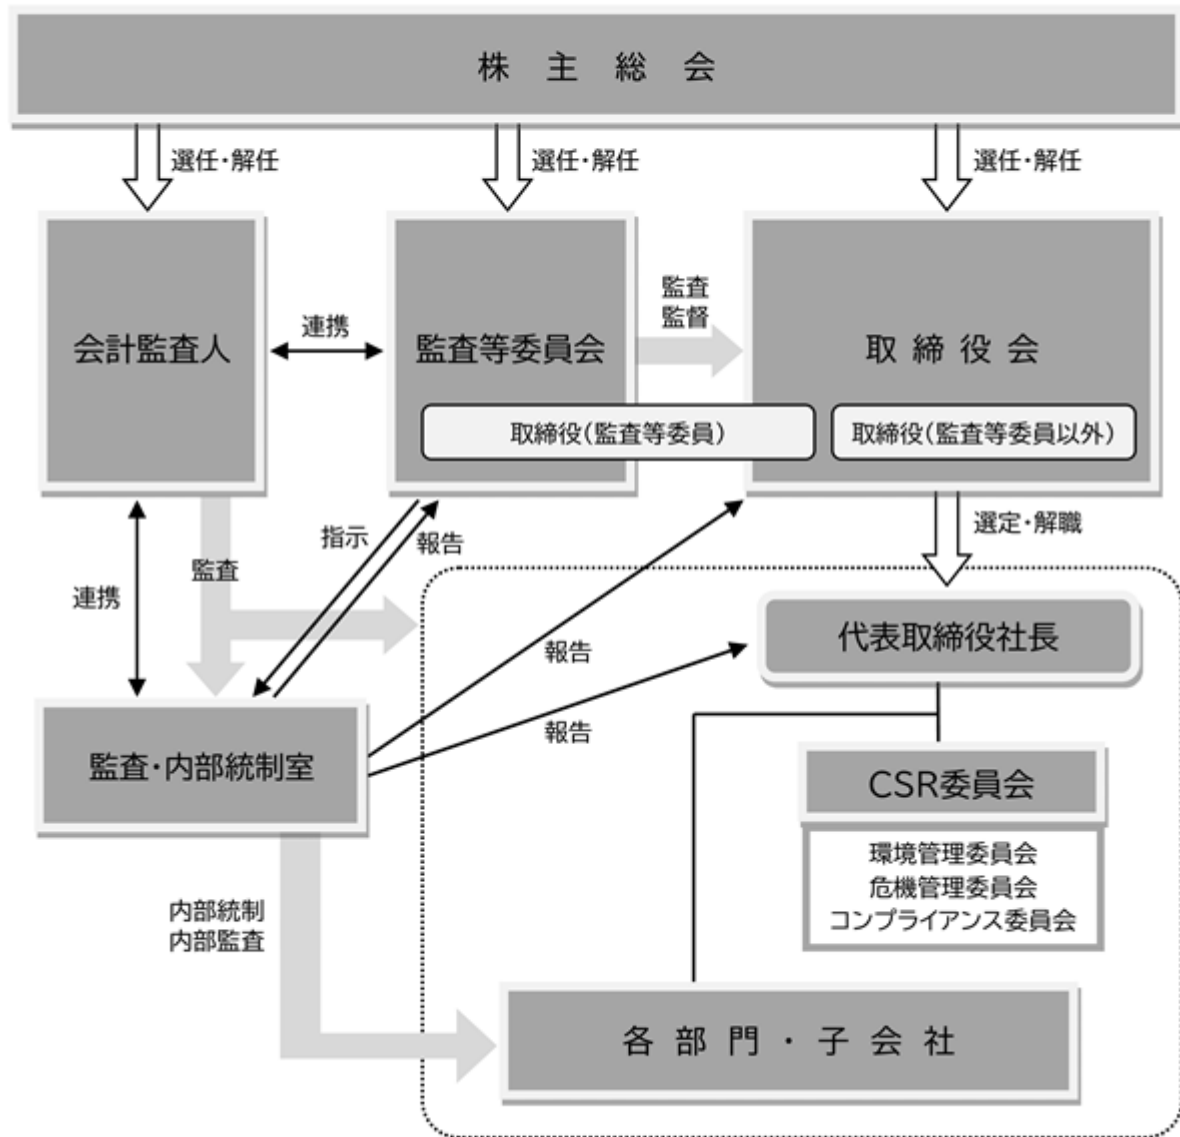 株主総会
選任・解任
選任・解任
選任・解任
会計監査人
連携
監査等委員会
監査
監督
取締役会
取締役(監査等委員)
取締役(監査等委員以外)
選定・解職
指示
報告
監査
連携
代表取締役社長
報告
報告
監査・内部統制室
CSR委員会
環境管理委員会
危機管理委員会
コンプライアンス委員会
内部統制
内部監査
各部門・子会社